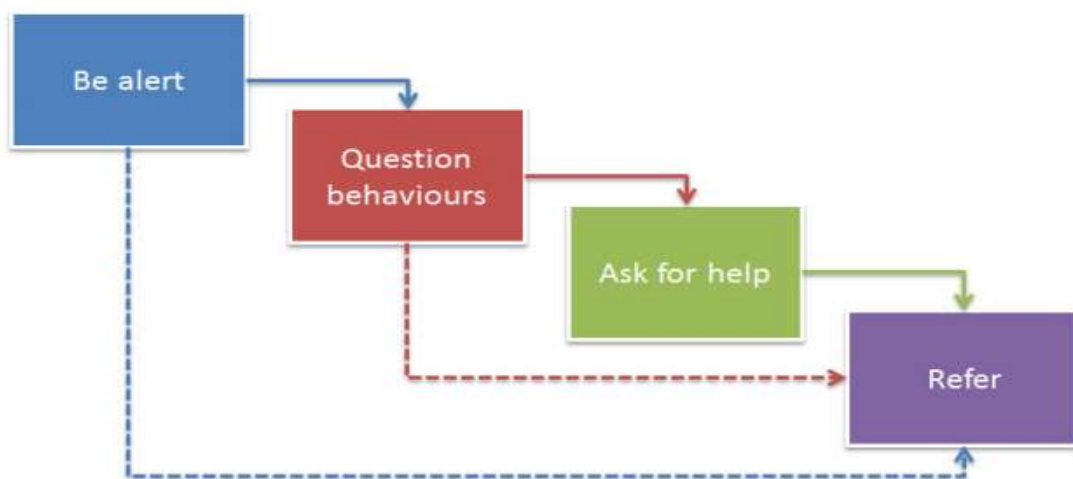 Be alert
Question
behaviours
Ask for help
Refer